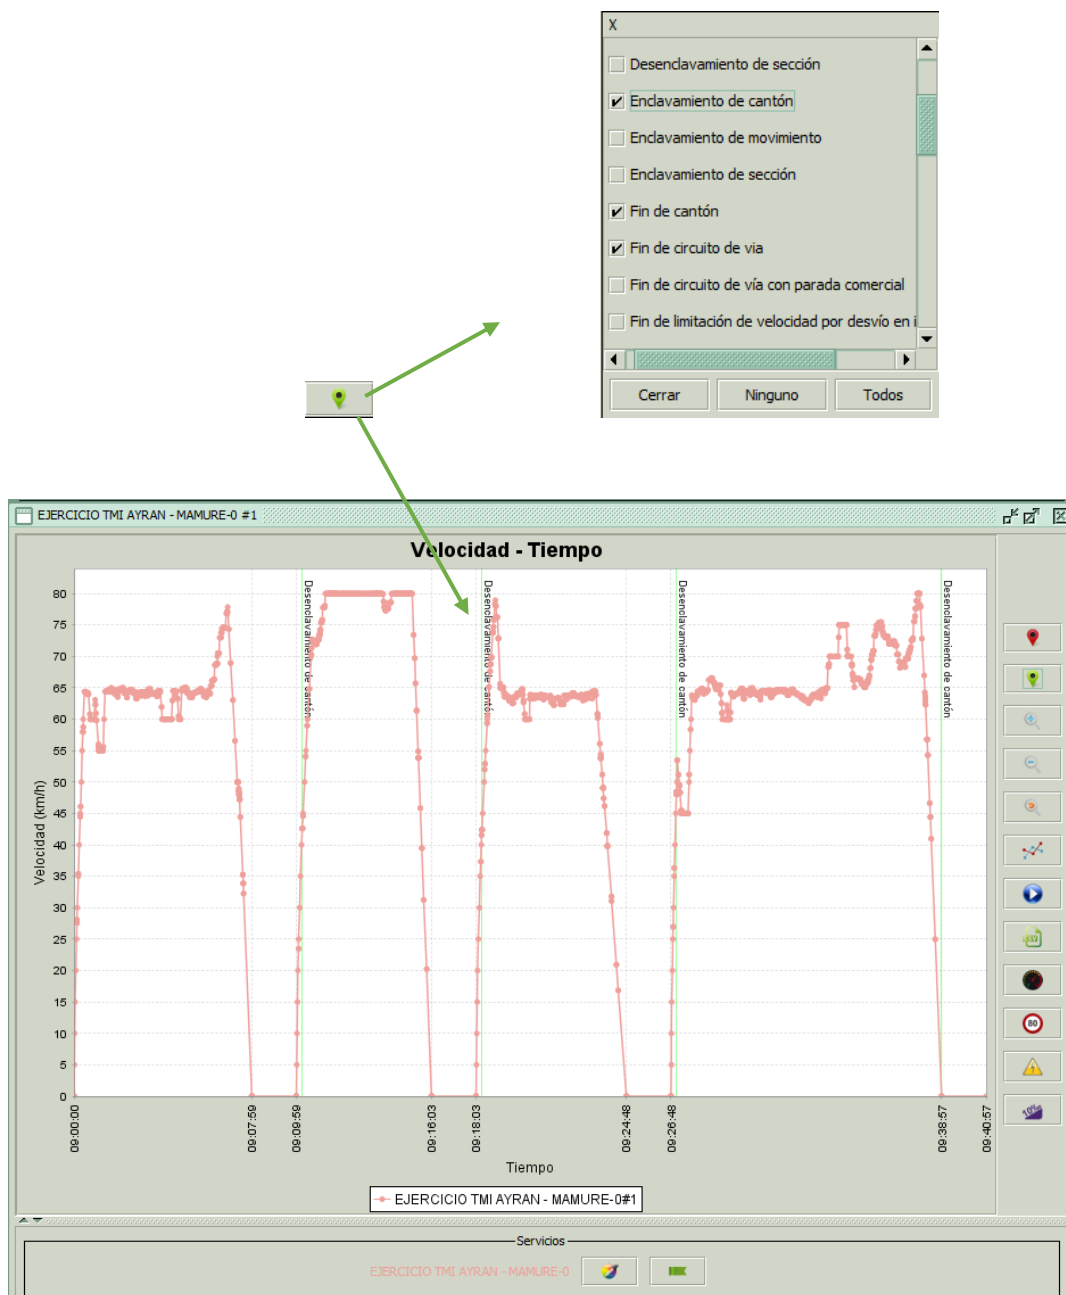 X
Desenclavamiento de sección
Enclavamiento de cantón
Enclavamiento de movimiento
Enclavamiento de sección
Fin de cantón
Fin de circuito de via
Fin de circuito de vía con parada comercial
Fin de limitación de velocidad por desvío en i
Cerrar Ninguno Todos
EJERCICIO TMI AYRAN - MAMURE-0 #1
Velocidad - Tiempo
Velocidad (km/h)
80
75
70
65
60
55
50
45
40
35
30
25
20
15
10
5
0
Desenclavamiento de cantón
Desenclavamiento de cantón
Desenclavamiento de cantón
Desenclavamiento de cantón
09:00:00
09:07:59
09:09:59
09:16:03
09:18:03
09:24:48
09:26:48
09:38:57
09:40:57
Tiempo
EJERCICIO TMI AYRAN - MAMURE-0#1
80
10%
Servicios
EJERCICIO TMI AYRAN - MAMURE-0